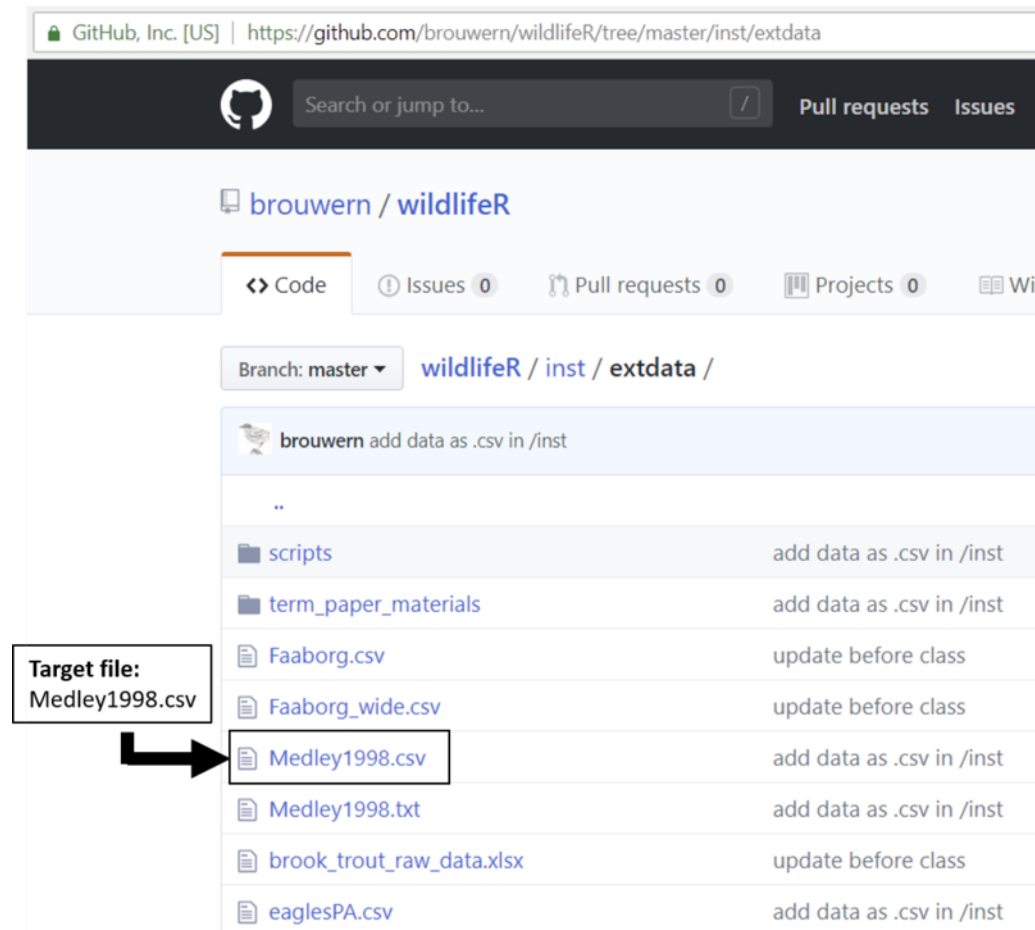 GitHub, Inc. [US] | https://github.com/brouwern/wildlifeR/tree/master/inst/extdata
Search or jump to... / Pull requests Issues
brouwern / wildlifeR
<> Code Issues 0 Pull requests 0 Projects 0 Wi
Branch: master wildlifeR / inst / extdata /
brouwern add data as .csv in /inst
..
scripts add data as .csv in /inst
term_paper_materials add data as .csv in /inst
Faaborg.csv update before class
Faaborg_wide.csv update before class
Target file:
Medley1998.csv
Medley1998.csv add data as .csv in /inst
Medley1998.txt add data as .csv in /inst
brook_trout_raw_data.xlsx update before class
eaglesPA.csv add data as .csv in /inst